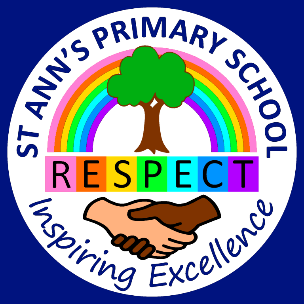 ST ANN'S PRIMARY SCHOOL
RESPECT
Inspiring Excellence